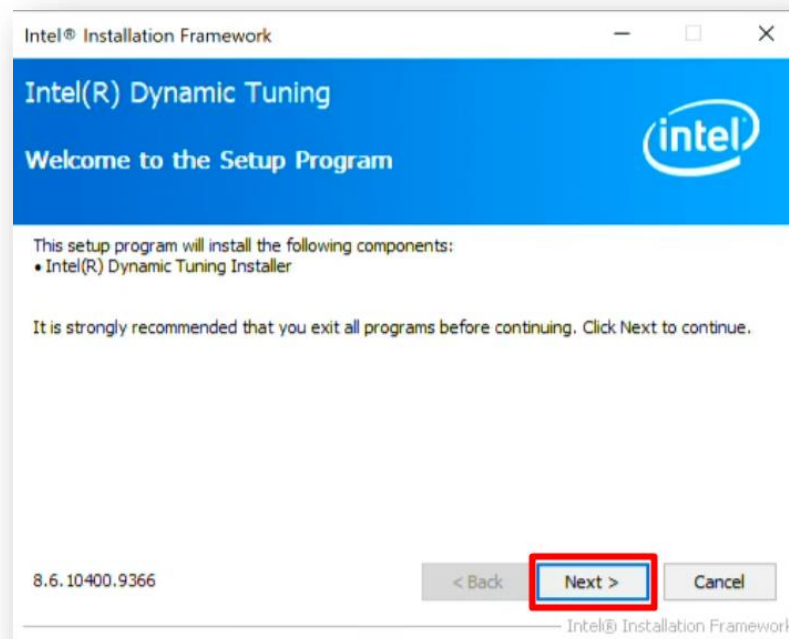 Intel® Installation Framework
Intel(R) Dynamic Tuning
intel
Welcome to the Setup Program
This setup program will install the following components:
• Intel(R) Dynamic Tuning Installer
It is strongly recommended that you exit all programs before continuing. Click Next to continue.
8.6.10400.9366
< Back
Next >
Cancel
Intel® Installation Framework